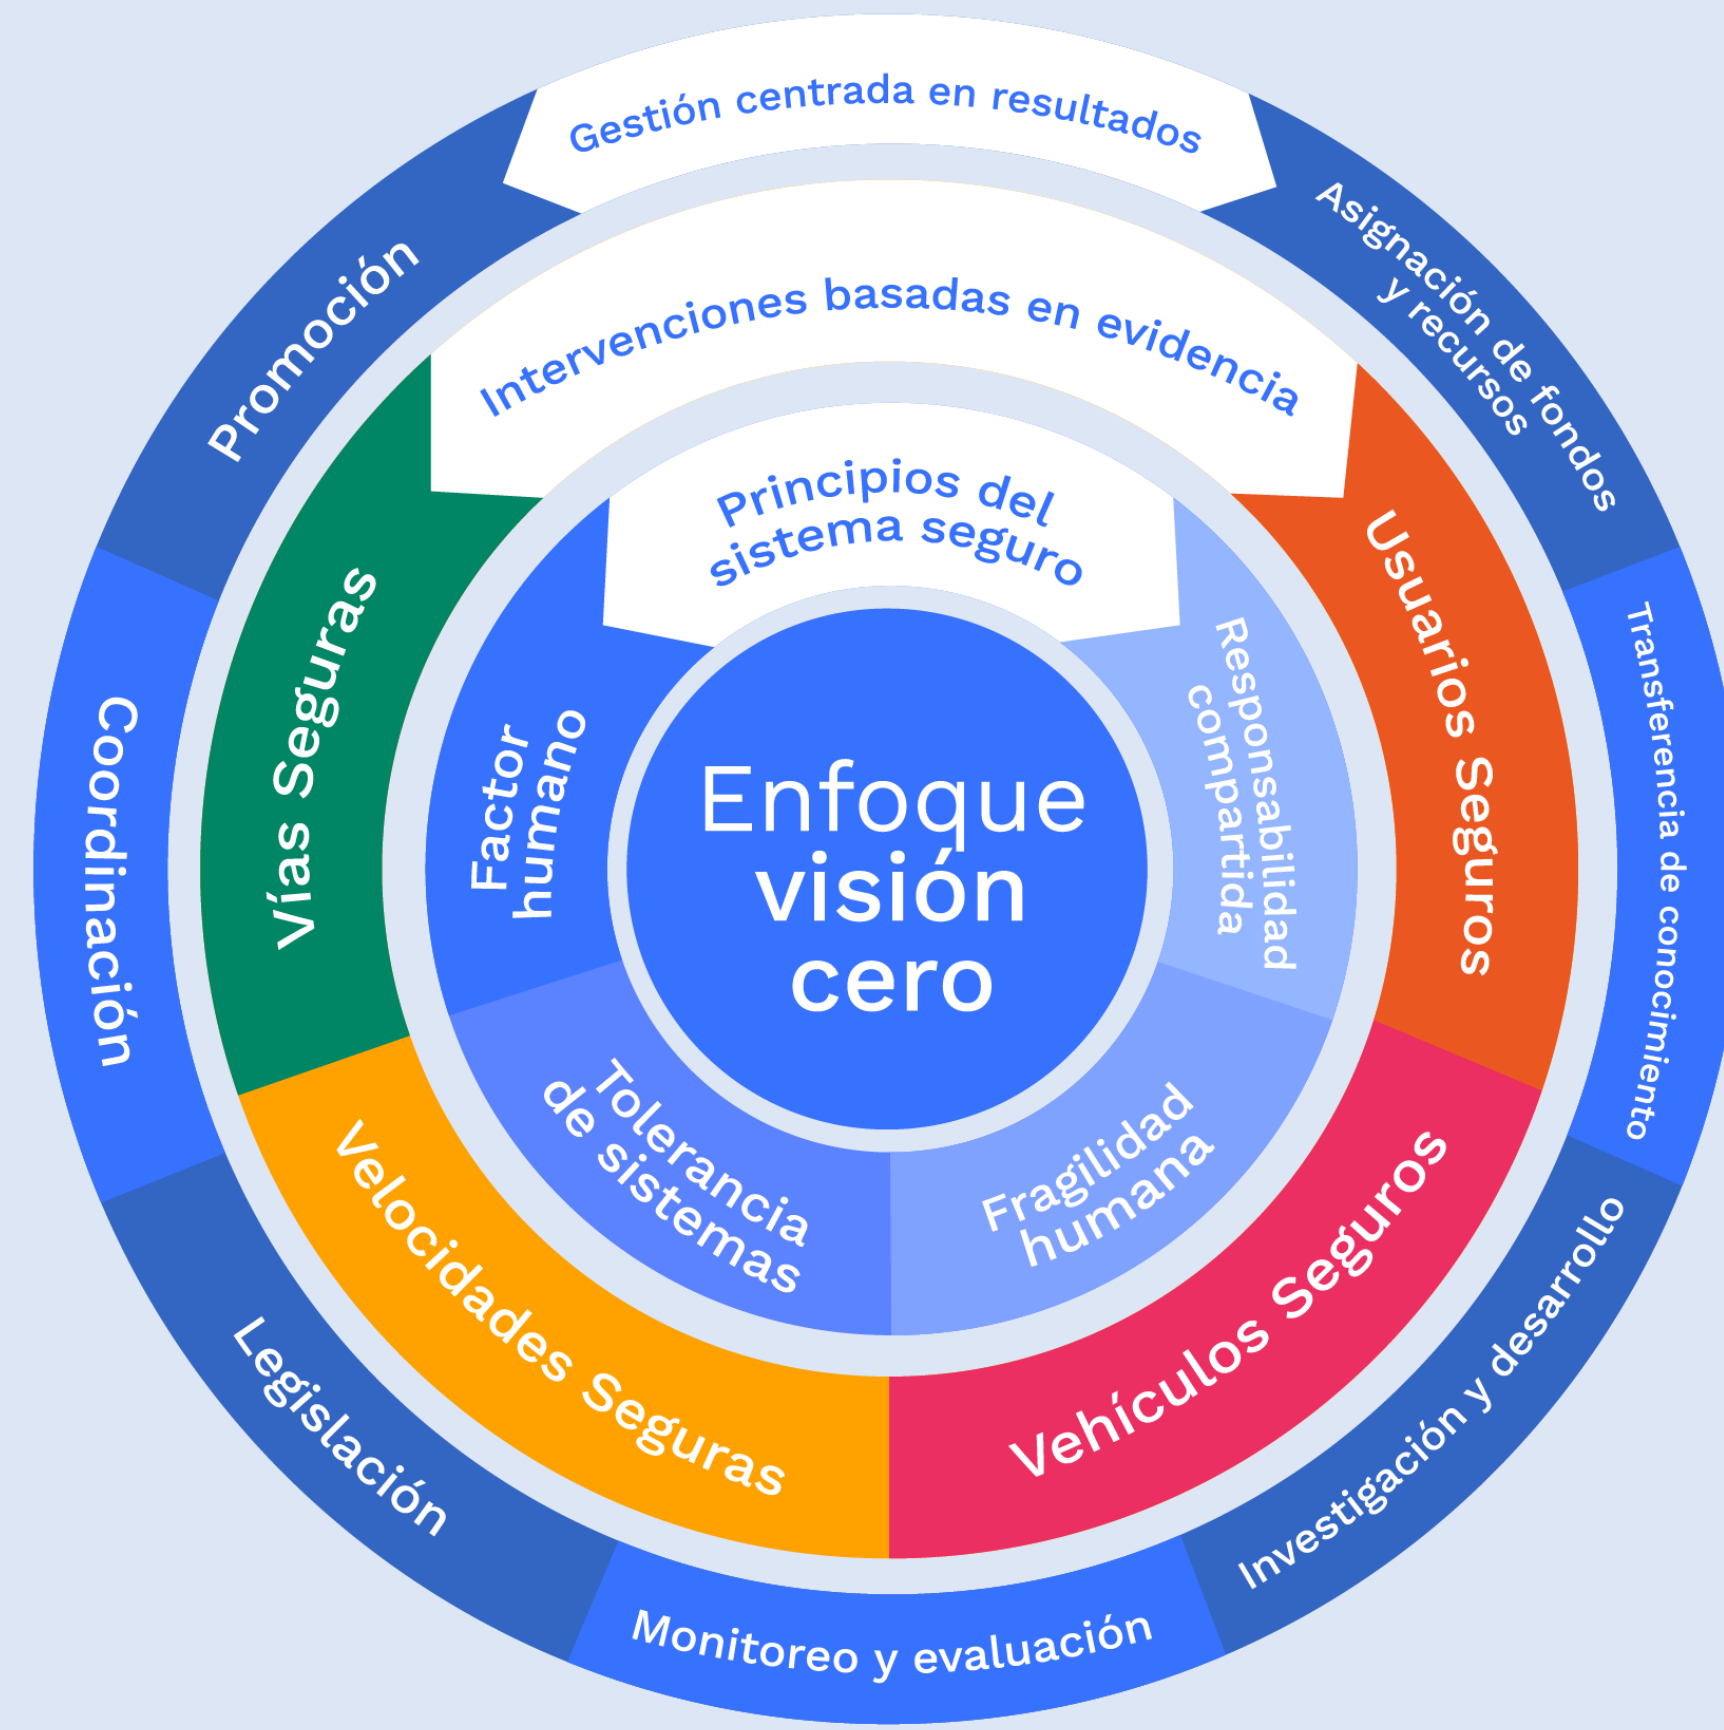 Gestión centrada en resultados
Asignación de fondos
y recursos
Transferencia de conocimiento
Investigación y desarrollo
Monitoreo y evaluación
Legislación
Coordinación
Promoción
Intervenciones basadas en evidencia
Usuarios Seguros
Vehículos Seguros
Velocidades Seguras
Vías Seguras
Principios del
sistema seguro
Responsabilidad
compartida
Fragilidad
humana
Tolerancia
de sistemas
Factor
humano
Enfoque
visión
cero